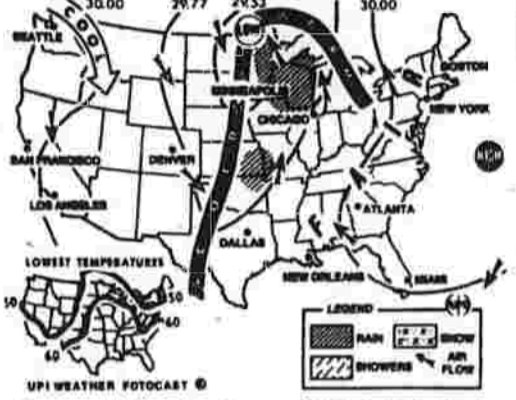 30.00
29.77
29.53
30.00
COOL
SEATTLE
LOW
BOSTON
MINNEAPOLIS
NEW YORK
CHICAGO
SAN FRANCISCO
DENVER
LOS ANGELES
ATLANTA
DALLAS
NEW ORLEANS
MIAMI
LOWEST TEMPERATURES
50
50
60
60
LEGEND
RAIN
SNOW
SHOWERS
AIR
FLOW
UPI WEATHER FOTOCAST ©